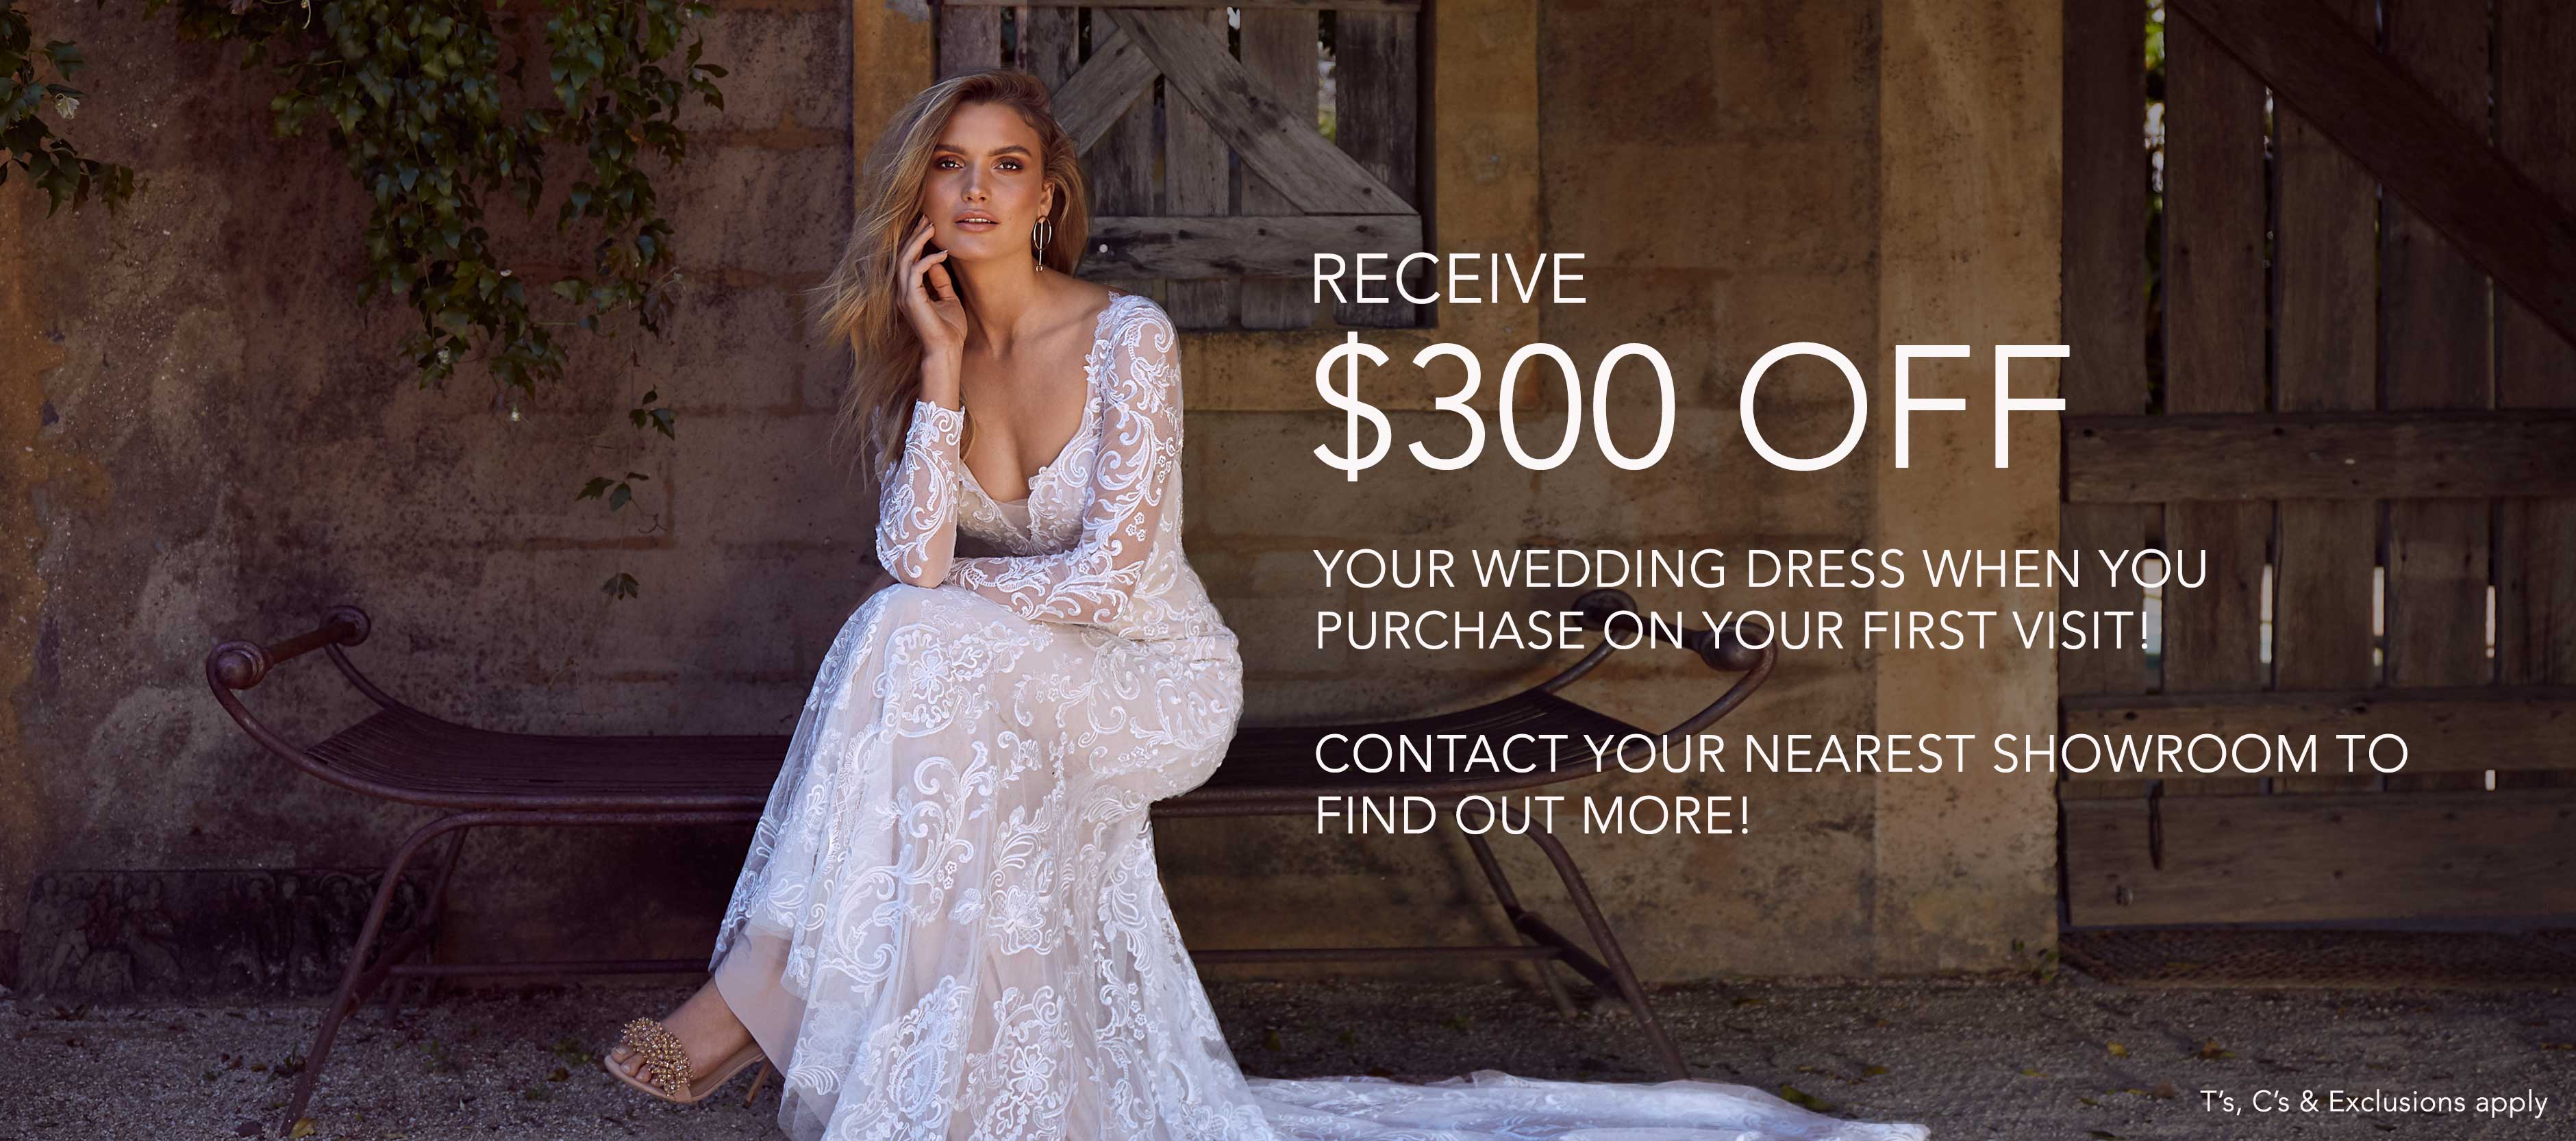 RECEIVE
$300 OFF
YOUR WEDDING DRESS WHEN YOU
PURCHASE ON YOUR FIRST VISIT!
CONTACT YOUR NEAREST SHOWROOM TO
FIND OUT MORE!
T's, C's & Exclusions apply